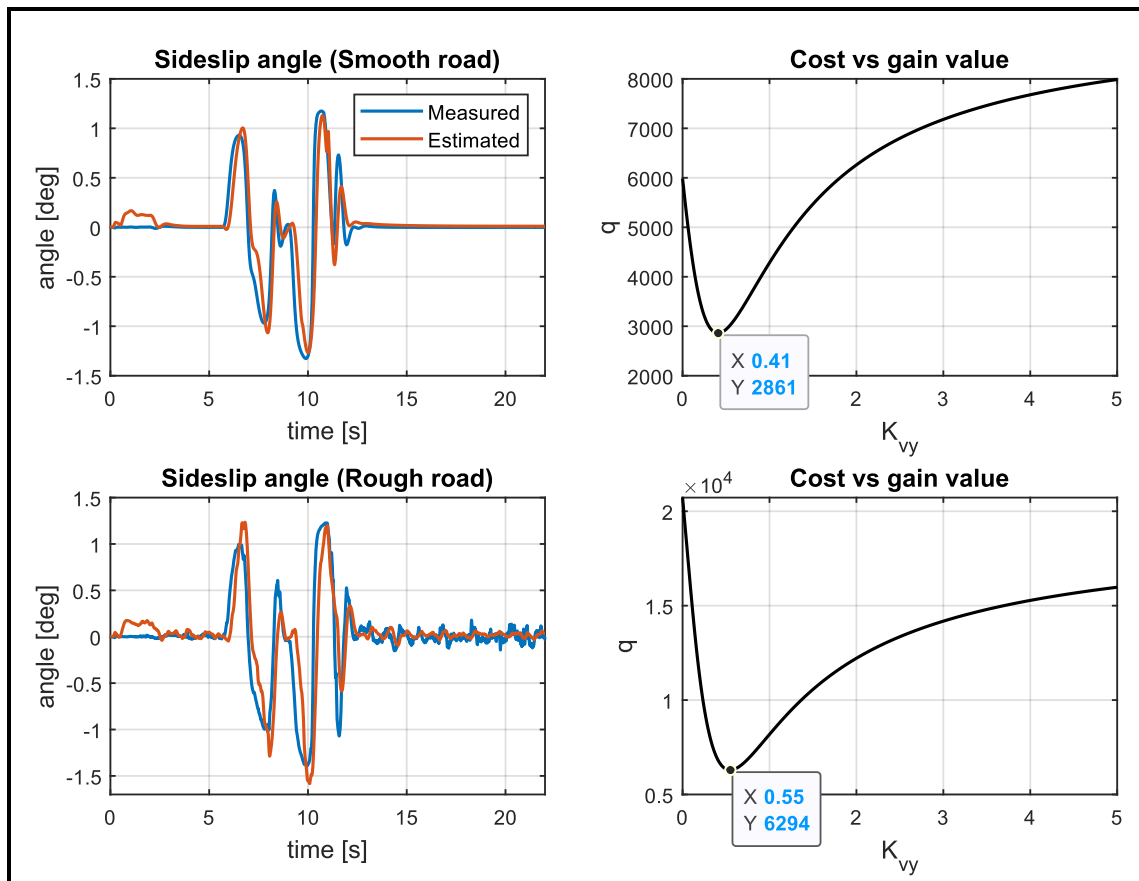 Sideslip angle (Smooth road)
1.5
1
0.5
0
-0.5
-1
-1.5
angle [deg]
Measured
Estimated
0 5 10 15 20
time [s]
Cost vs gain value
8000
7000
6000
5000
4000
3000
2000
q
X 0.41
Y 2861
0 1 2 3 4 5
K_vy
Sideslip angle (Rough road)
1.5
1
0.5
0
-0.5
-1
-1.5
angle [deg]
0 5 10 15 20
time [s]
Cost vs gain value
×10^4
2
1.5
1
0.5
q
X 0.55
Y 6294
0 1 2 3 4 5
K_vy